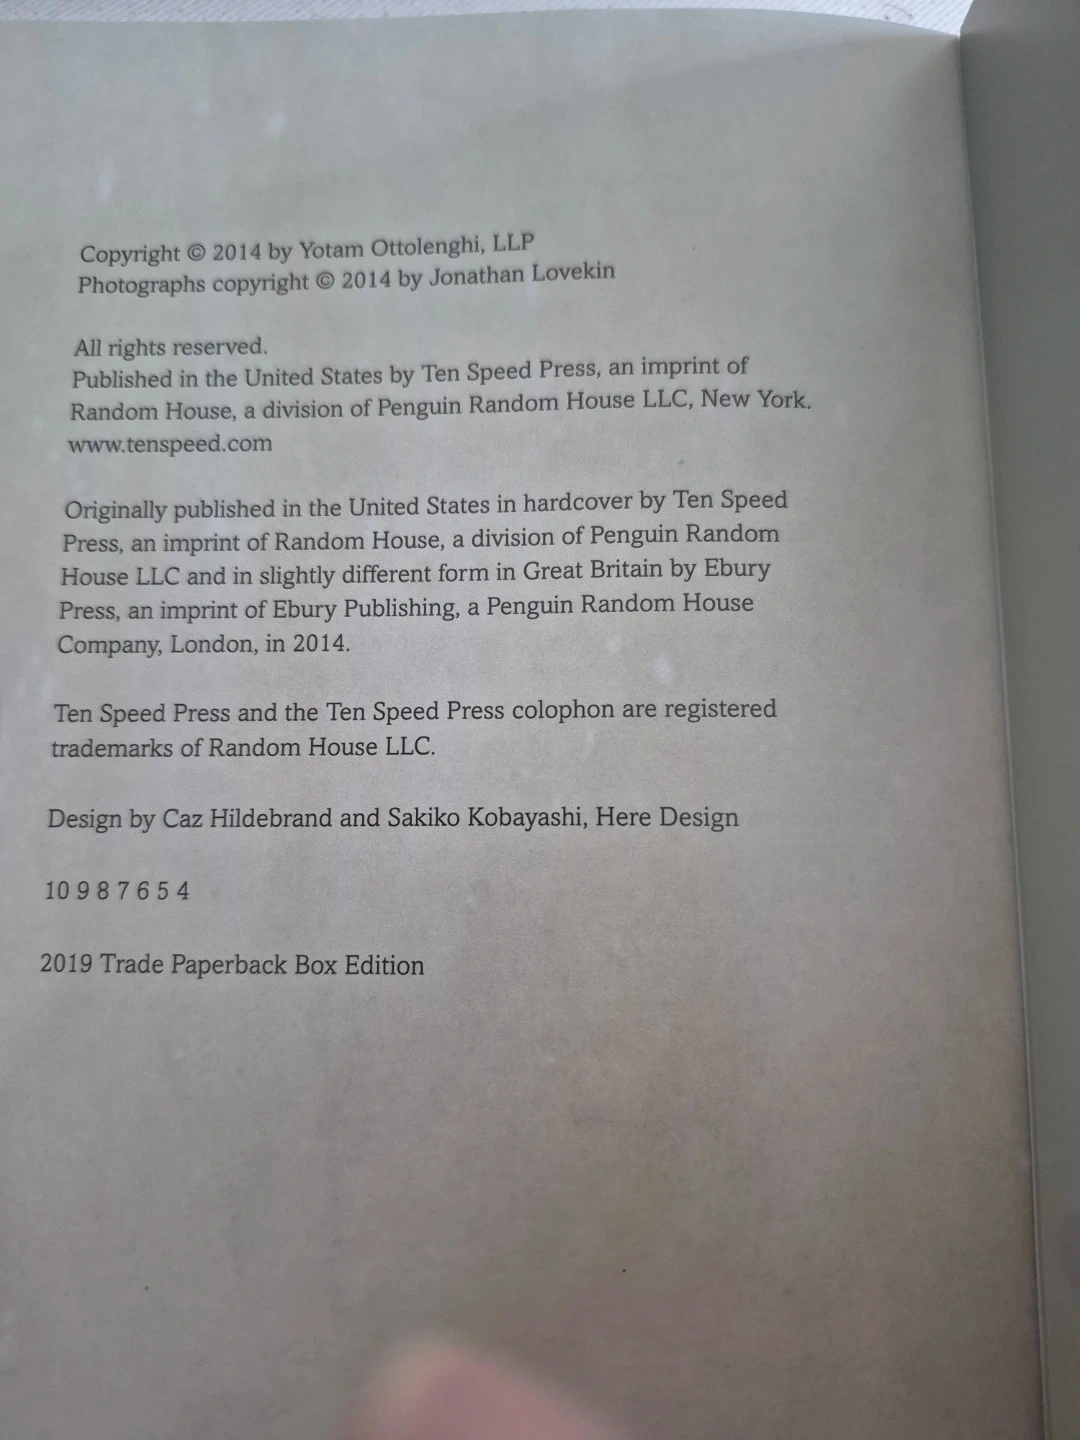 Copyright © 2014 by Yotam Ottolenghi, LLP
Photographs copyright © 2014 by Jonathan Lovekin
All rights reserved.
Published in the United States by Ten Speed Press, an imprint of
Random House, a division of Penguin Random House LLC, New York.
www.tenspeed.com
Originally published in the United States in hardcover by Ten Speed
Press, an imprint of Random House, a division of Penguin Random
House LLC and in slightly different form in Great Britain by Ebury
Press, an imprint of Ebury Publishing, a Penguin Random House
Company, London, in 2014.
Ten Speed Press and the Ten Speed Press colophon are registered
trademarks of Random House LLC.
Design by Caz Hildebrand and Sakiko Kobayashi, Here Design
10 9 8 7 6 5 4
2019 Trade Paperback Box Edition